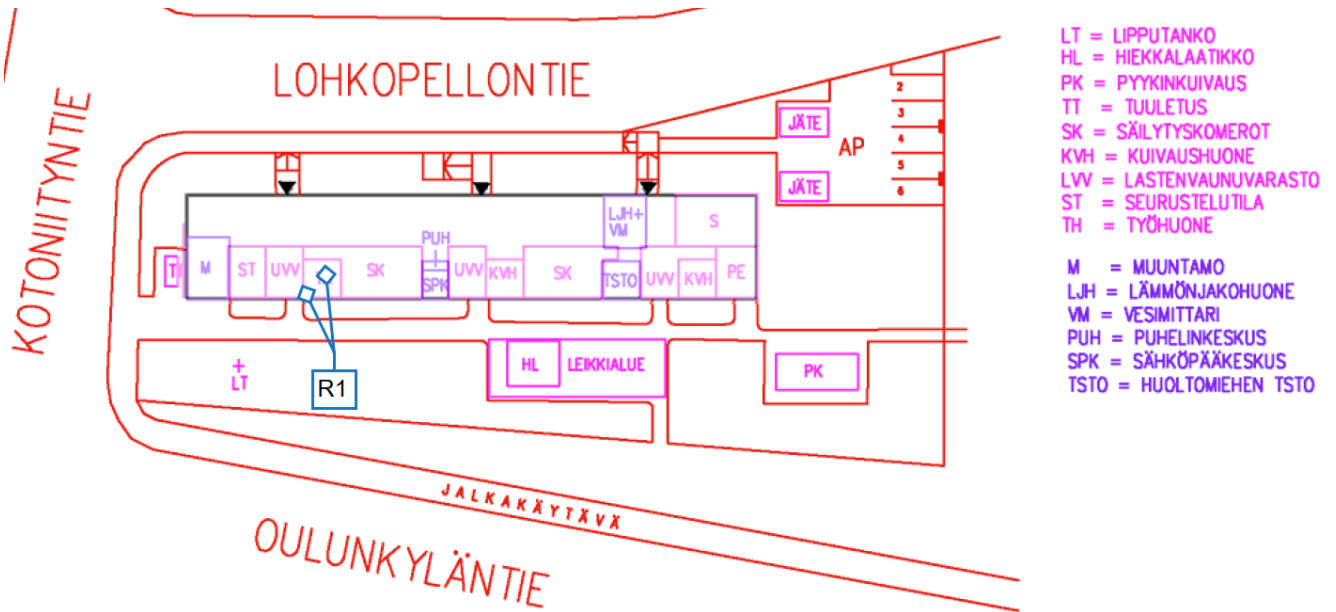 LOHKOPELLONTIE
KOTONIITYNTIE
JÄTE
AP
2
3
4
5
6
JÄTE
LJH+
VM
S
PUH
T
M
ST
UVV
SK
SPK
UVV
KVH
SK
TSTO
UVV
KVH
PE
LT
HL
LEIKKIALUE
PK
R1
JALKAKÄYTÄVÄ
OULUNKYLÄNTIE
LT = LIPPUTANKO
HL = HIEKKALAATIKKO
PK = PYYKINKUIVAUS
TT = TUULETUS
SK = SÄILYTYSKOMEROT
KVH = KUIVAUSHUONE
LVV = LASTENVAUNUVARASTO
ST = SEURUSTELUTILA
TH = TYÖHUONE
M = MUUNTAMO
LJH = LÄMMÖNJAKOHUONE
VM = VESIMITTARI
PUH = PUHELINKESKUS
SPK = SÄHKÖPÄÄKESKUS
TSTO = HUOLTOMIEHEN TSTO